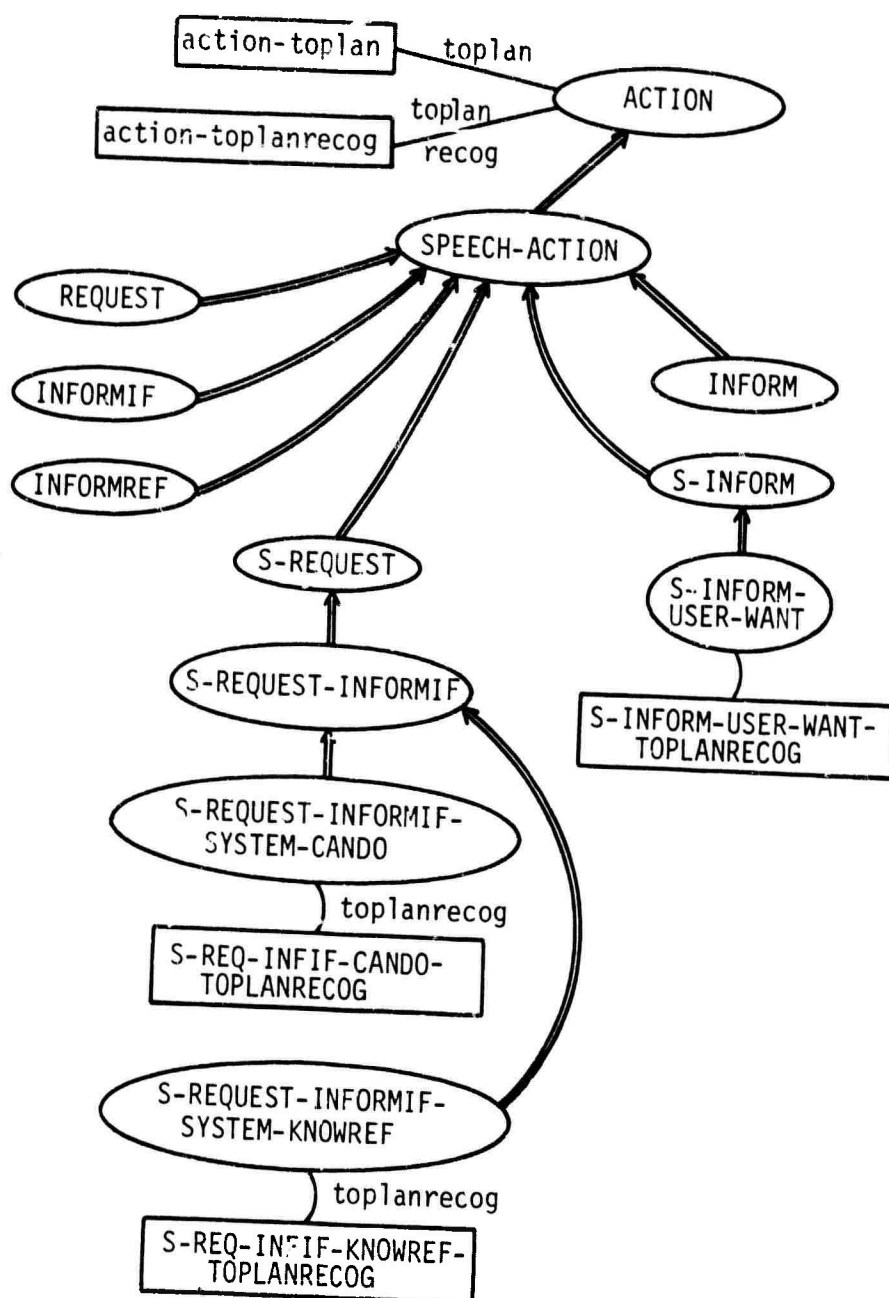 action-toplan
toplan
ACTION
action-toplanrecog
toplan
recog
SPEECH-ACTION
REQUEST
INFORMIF
INFORM
INFORMREF
S-INFORM
S-REQUEST
S-INFORM-
USER-WANT
S-REQUEST-INFORMIF
S-INFORM-USER-WANT-
TOPLANRECOG
S-REQUEST-INFORMIF-
SYSTEM-CANDO
toplanrecog
S-REQ-INFIF-CANDO-
TOPLANRECOG
S-REQUEST-INFORMIF-
SYSTEM-KNOWREF
toplanrecog
S-REQ-INFIF-KNOWREF-
TOPLANRECOG